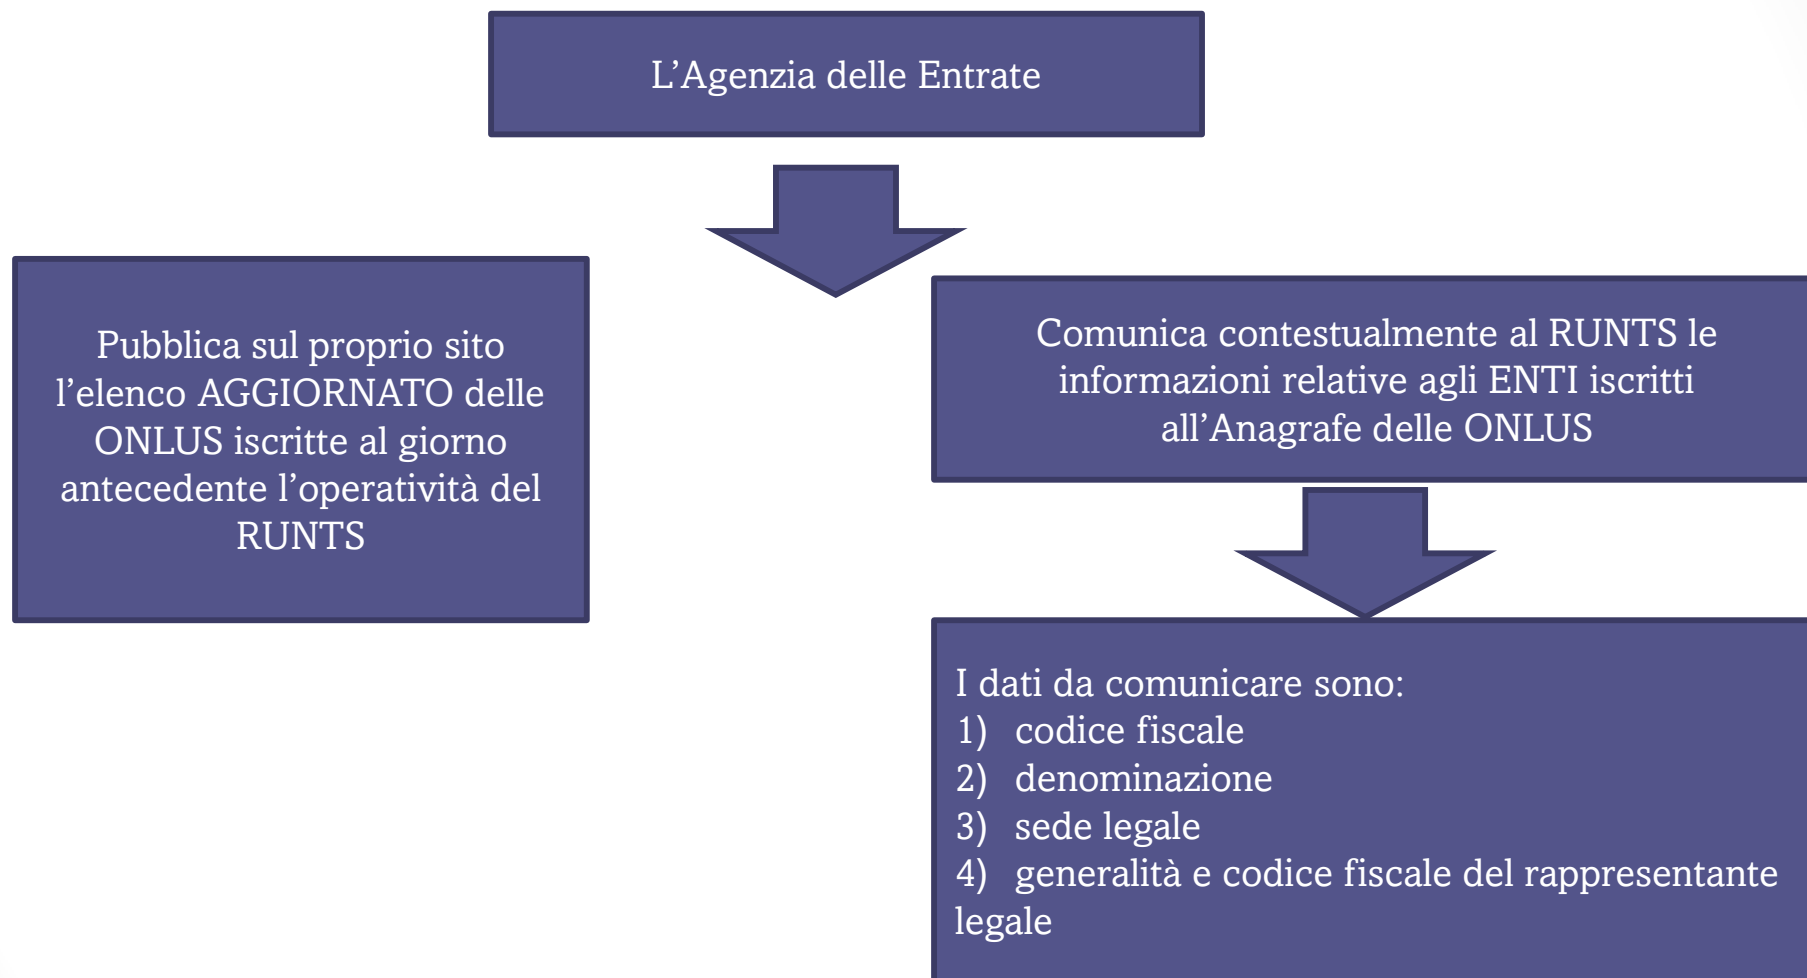 L’Agenzia delle Entrate
Pubblica sul proprio sito
l’elenco AGGIORNATO delle
ONLUS iscritte al giorno
antecedente l’operatività del
RUNTS
Comunica contestualmente al RUNTS le
informazioni relative agli ENTI iscritti
all’Anagrafe delle ONLUS
I dati da comunicare sono:
1) codice fiscale
2) denominazione
3) sede legale
4) generalità e codice fiscale del rappresentante
legale